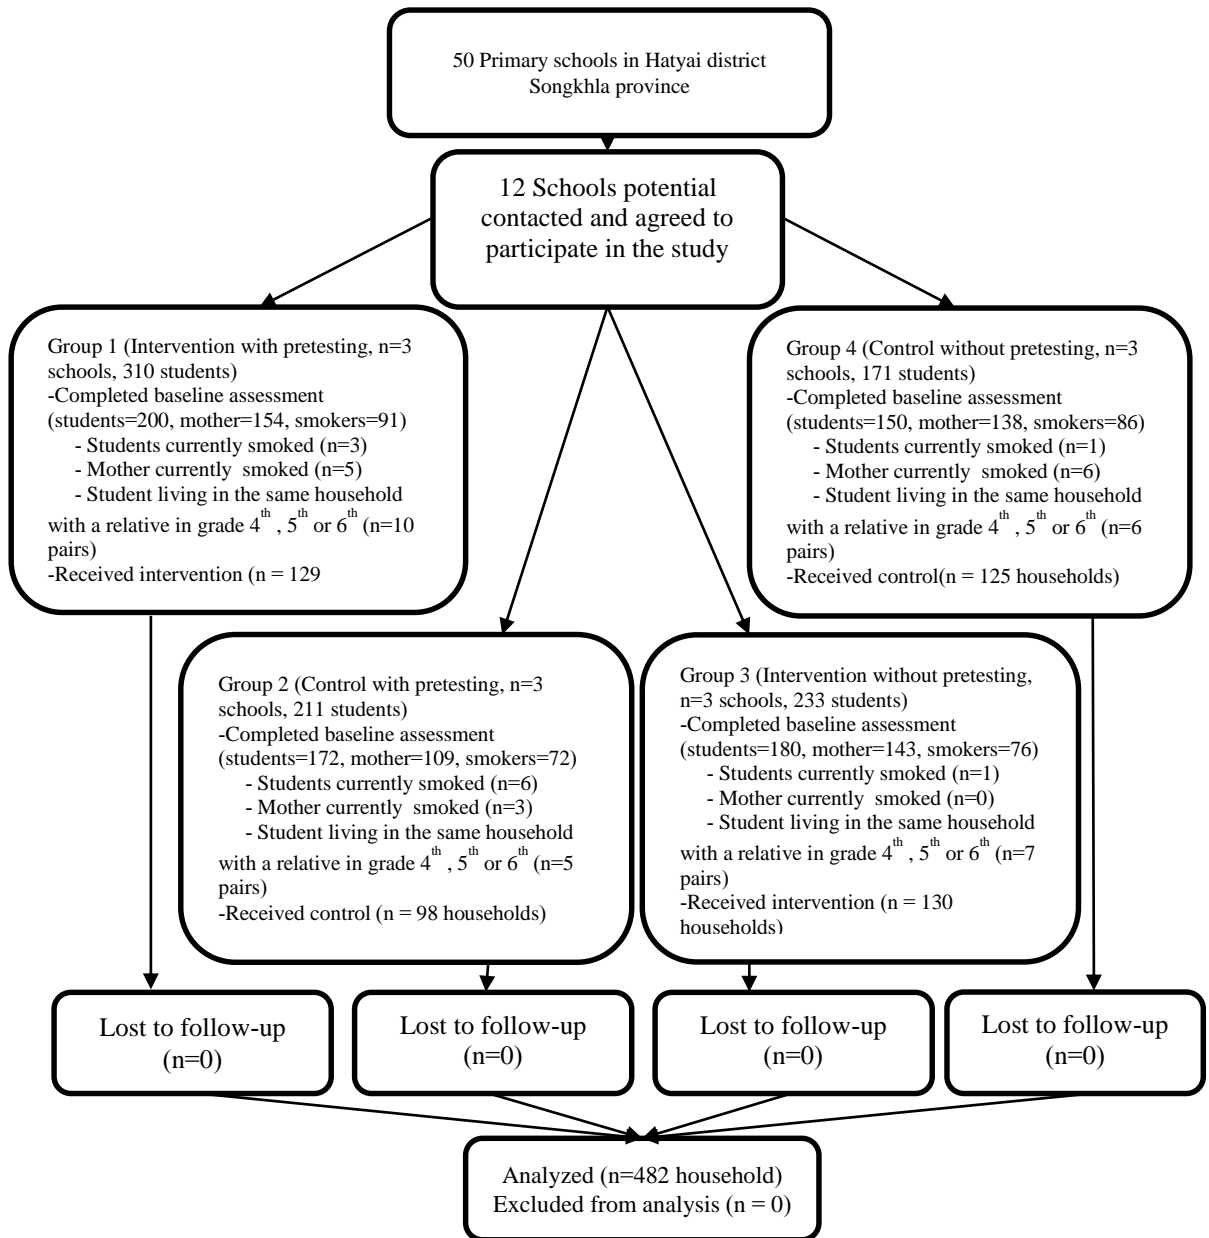 50 Primary schools in Hatyai district
Songkhla province
12 Schools potential
contacted and agreed to
participate in the study
Group 1 (Intervention with pretesting, n=3
schools, 310 students)
-Completed baseline assessment
(students=200, mother=154, smokers=91)
- Students currently smoked (n=3)
- Mother currently smoked (n=5)
- Student living in the same household
with a relative in grade 4th , 5th or 6th (n=10
pairs)
-Received intervention (n = 129
Group 4 (Control without pretesting, n=3
schools, 171 students)
-Completed baseline assessment
(students=150, mother=138, smokers=86)
- Students currently smoked (n=1)
- Mother currently smoked (n=6)
- Student living in the same household
with a relative in grade 4th , 5th or 6th (n=6
pairs)
-Received control(n = 125 households)
Group 2 (Control with pretesting, n=3
schools, 211 students)
-Completed baseline assessment
(students=172, mother=109, smokers=72)
- Students currently smoked (n=6)
- Mother currently smoked (n=3)
- Student living in the same household
with a relative in grade 4th , 5th or 6th (n=5
pairs)
-Received control (n = 98 households)
Group 3 (Intervention without pretesting,
n=3 schools, 233 students)
-Completed baseline assessment
(students=180, mother=143, smokers=76)
- Students currently smoked (n=1)
- Mother currently smoked (n=0)
- Student living in the same household
with a relative in grade 4th , 5th or 6th (n=7
pairs)
-Received intervention (n = 130
households)
Lost to follow-up
(n=0)
Lost to follow-up
(n=0)
Lost to follow-up
(n=0)
Lost to follow-up
(n=0)
Analyzed (n=482 household)
Excluded from analysis (n = 0)